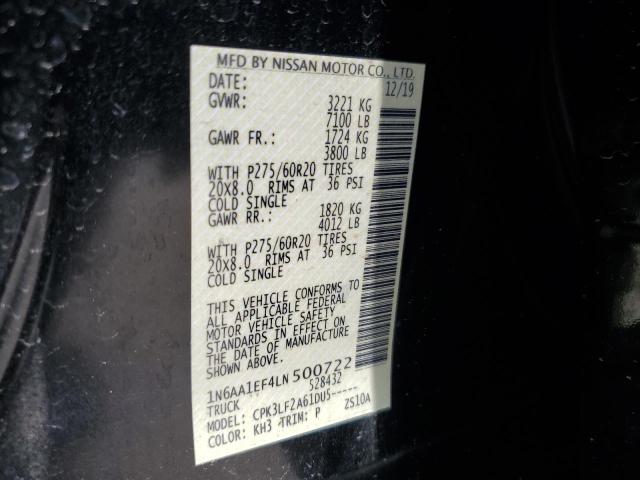 MFD BY NISSAN MOTOR CO., LTD.
DATE: 12/19
GVWR: 3221 KG
7100 LB
GAWR FR.: 1724 KG
3800 LB
WITH P275/60R20 TIRES
20X8.0 RIMS AT 36 PSI
COLD SINGLE
GAWR RR.: 1820 KG
4012 LB
WITH P275/60R20 TIRES
20X8.0 RIMS AT 36 PSI
COLD SINGLE
THIS VEHICLE CONFORMS TO
ALL APPLICABLE FEDERAL
MOTOR VEHICLE SAFETY
STANDARDS IN EFFECT ON
THE DATE OF MANUFACTURE
SHOWN ABOVE.
1N6AA1EF4LN 500722
TRUCK 528432
MODEL: CPK3LF2A61DU5-----
COLOR: KH3 TRIM: P ZS10A